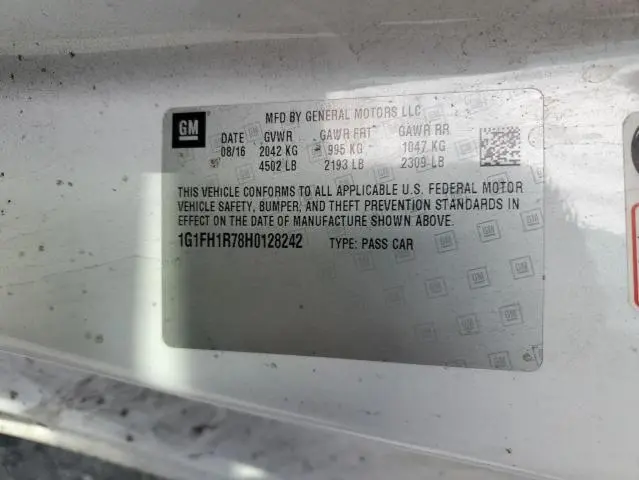 GM
MFD BY GENERAL MOTORS LLC
DATE GVWR GAWR FRT GAWR RR
08/16 2042 KG 995 KG 1047 KG
4502 LB 2193 LB 2309 LB
THIS VEHICLE CONFORMS TO ALL APPLICABLE U.S. FEDERAL MOTOR
VEHICLE SAFETY, BUMPER, AND THEFT PREVENTION STANDARDS IN
EFFECT ON THE DATE OF MANUFACTURE SHOWN ABOVE.
1G1FH1R78H0128242 TYPE: PASS CAR